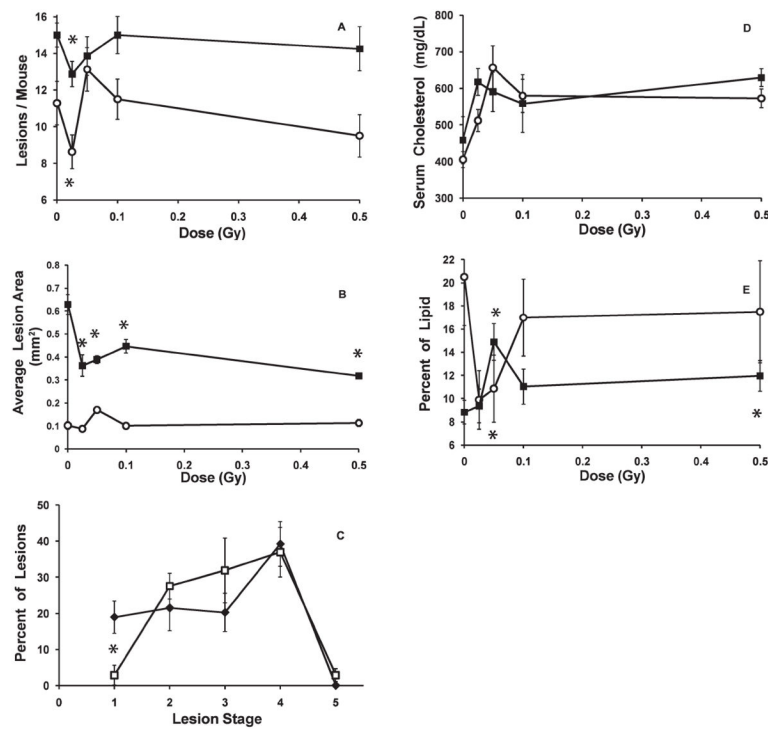 A
Lesions / Mouse
16
14
12
10
8
6
0 0.1 0.2 0.3 0.4 0.5
Dose (Gy)
*
*
D
Serum Cholesterol (mg/dL)
800
700
600
500
400
300
0 0.1 0.2 0.3 0.4 0.5
Dose (Gy)
B
Average Lesion Area
(mm²)
0.8
0.7
0.6
0.5
0.4
0.3
0.2
0.1
0
0 0.1 0.2 0.3 0.4 0.5
Dose (Gy)
* * * *
E
Percent of Lipid
22
20
18
16
14
12
10
8
6
0 0.1 0.2 0.3 0.4 0.5
Dose (Gy)
*
*
*
C
Percent of Lesions
50
40
30
20
10
0
0 1 2 3 4 5
Lesion Stage
*